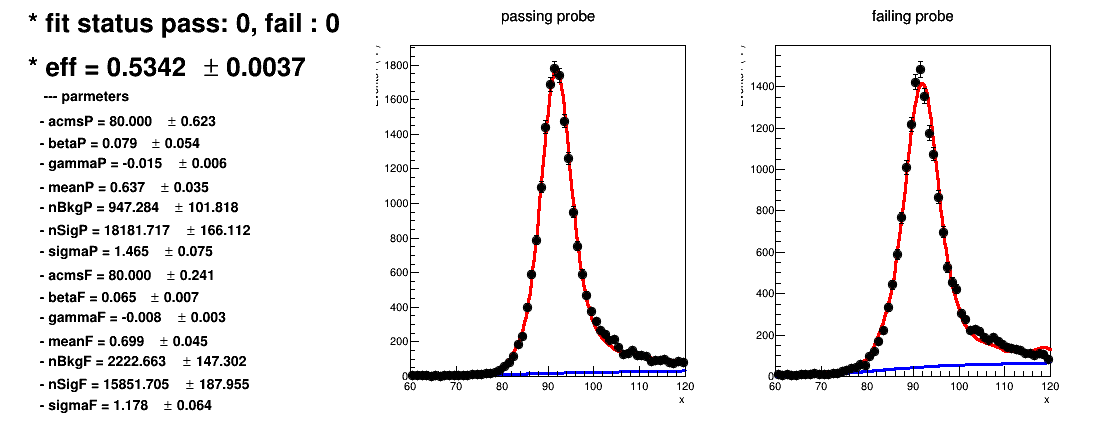 * fit status pass: 0, fail : 0
* eff = 0.5342 ± 0.0037
--- parmeters
- acmsP = 80.000 ± 0.623
- betaP = 0.079 ± 0.054
- gammaP = -0.015 ± 0.006
- meanP = 0.637 ± 0.035
- nBkgP = 947.284 ± 101.818
- nSigP = 18181.717 ± 166.112
- sigmaP = 1.465 ± 0.075
- acmsF = 80.000 ± 0.241
- betaF = 0.065 ± 0.007
- gammaF = -0.008 ± 0.003
- meanF = 0.699 ± 0.045
- nBkgF = 2222.663 ± 147.302
- nSigF = 15851.705 ± 187.955
- sigmaF = 1.178 ± 0.064
passing probe
1800
1600
1400
1200
1000
800
600
400
200
0
60 70 80 90 100 110 120
x
failing probe
1400
1200
1000
800
600
400
200
0
60 70 80 90 100 110 120
x